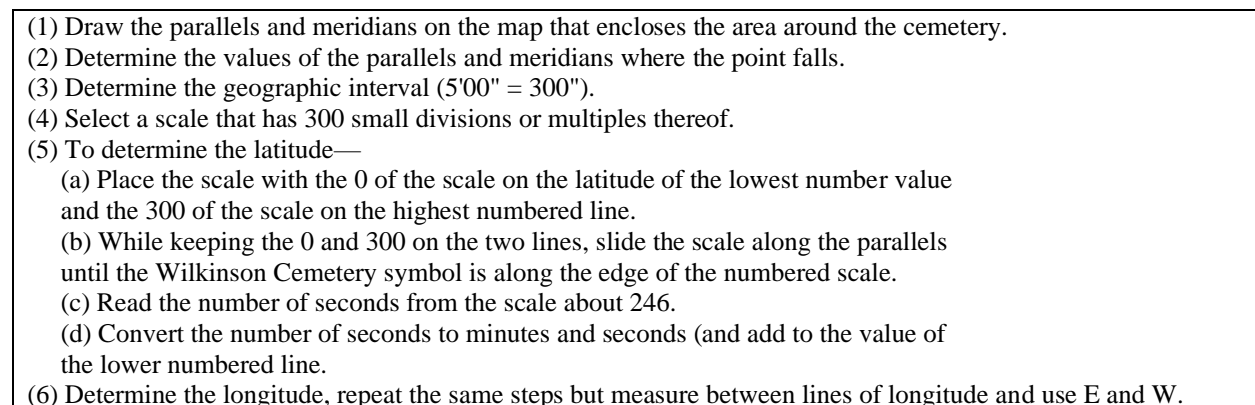 (1) Draw the parallels and meridians on the map that encloses the area around the cemetery.
(2) Determine the values of the parallels and meridians where the point falls.
(3) Determine the geographic interval (5'00" = 300").
(4) Select a scale that has 300 small divisions or multiples thereof.
(5) To determine the latitude—
(a) Place the scale with the 0 of the scale on the latitude of the lowest number value
and the 300 of the scale on the highest numbered line.
(b) While keeping the 0 and 300 on the two lines, slide the scale along the parallels
until the Wilkinson Cemetery symbol is along the edge of the numbered scale.
(c) Read the number of seconds from the scale about 246.
(d) Convert the number of seconds to minutes and seconds (and add to the value of
the lower numbered line.
(6) Determine the longitude, repeat the same steps but measure between lines of longitude and use E and W.